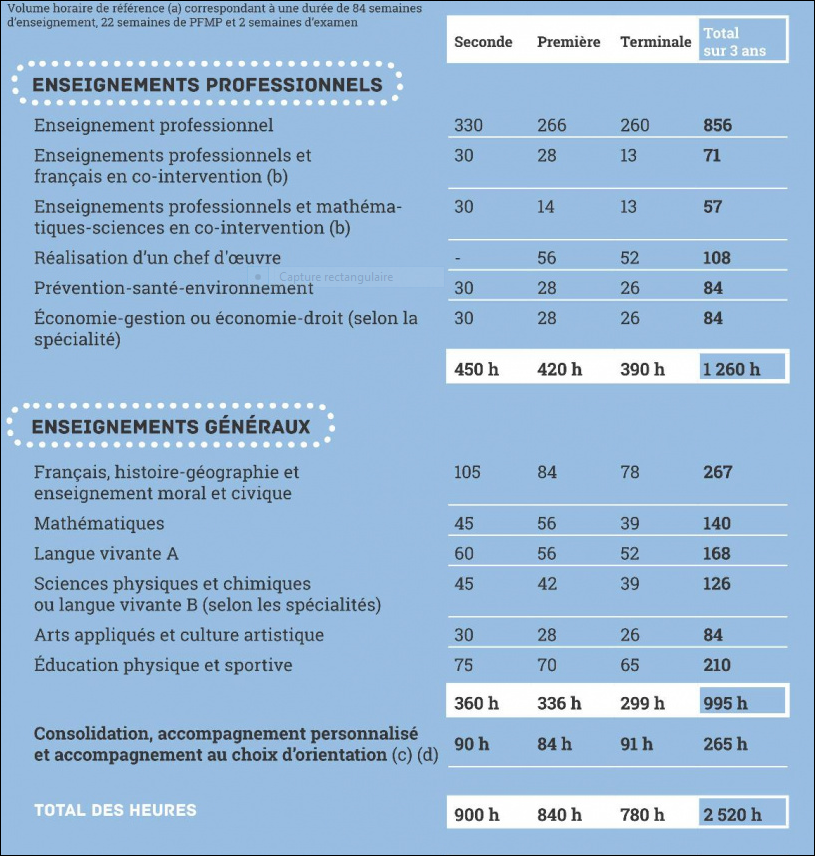 Volume horaire de référence (a) correspondant à une durée de 84 semaines
d'enseignement, 22 semaines de PFMP et 2 semaines d'examen
Seconde Première Terminale Total
sur 3 ans
ENSEIGNEMENTS PROFESSIONNELS
Enseignement professionnel 330 266 260 856
Enseignements professionnels et 30 28 13 71
français en co-intervention (b)
Enseignements professionnels et mathéma- 30 14 13 57
tiques-sciences en co-intervention (b)
Réalisation d'un chef d'œuvre - 56 52 108
Capture rectangulaire
Prévention-santé-environnement 30 28 26 84
Économie-gestion ou économie-droit (selon la 30 28 26 84
spécialité)
450 h 420 h 390 h 1 260 h
ENSEIGNEMENTS GÉNÉRAUX
Français, histoire-géographie et 105 84 78 267
enseignement moral et civique
Mathématiques 45 56 39 140
Langue vivante A 60 56 52 168
Sciences physiques et chimiques 45 42 39 126
ou langue vivante B (selon les spécialités)
Arts appliqués et culture artistique 30 28 26 84
Éducation physique et sportive 75 70 65 210
360 h 336 h 299 h 995 h
Consolidation, accompagnement personnalisé
et accompagnement au choix d'orientation (c) (d) 90 h 84 h 91 h 265 h
TOTAL DES HEURES 900 h 840 h 780 h 2 520 h